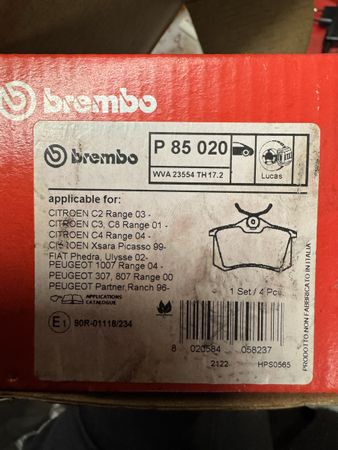 brembo
brembo
P 85 020
WVA 23554 TH 17.2
Lucas
applicable for:
CITROEN C2 Range 03 -
CITROEN C3, C8 Range 01 -
CITROEN C4 Range 04 -
CITROEN Xsara Picasso 99-
FIAT Phedra, Ulysse 02-
PEUGEOT 1007 Range 04 -
PEUGEOT 307, 807 Range 00
PEUGEOT Partner, Ranch 96-
1 Set / 4 Pcs
APPLICATIONS
CATALOGUE
E1 90R-01118/234
8 020584 058237
2122 HPS0565
PRODOTTO NON FABBRICATO IN ITALIA